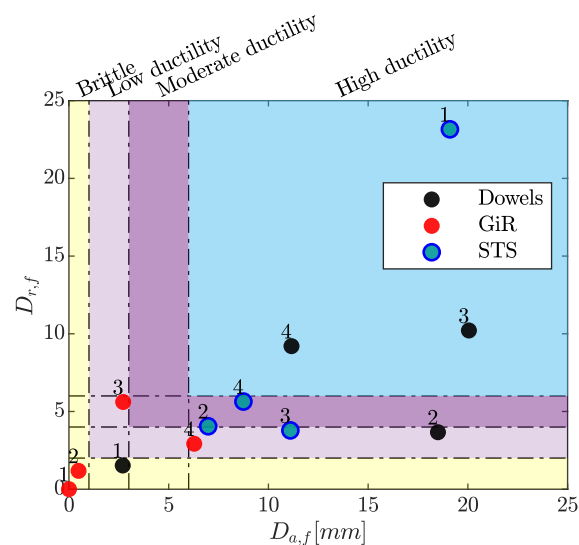 Brittle
Low ductility
Moderate ductility
High ductility
25
20
15
10
5
0
D_{r,f}
1
Dowels
GiR
STS
3
4
3
4
2
3
2
4
1
2
1
0
5
10
15
20
25
D_{a,f}[mm]